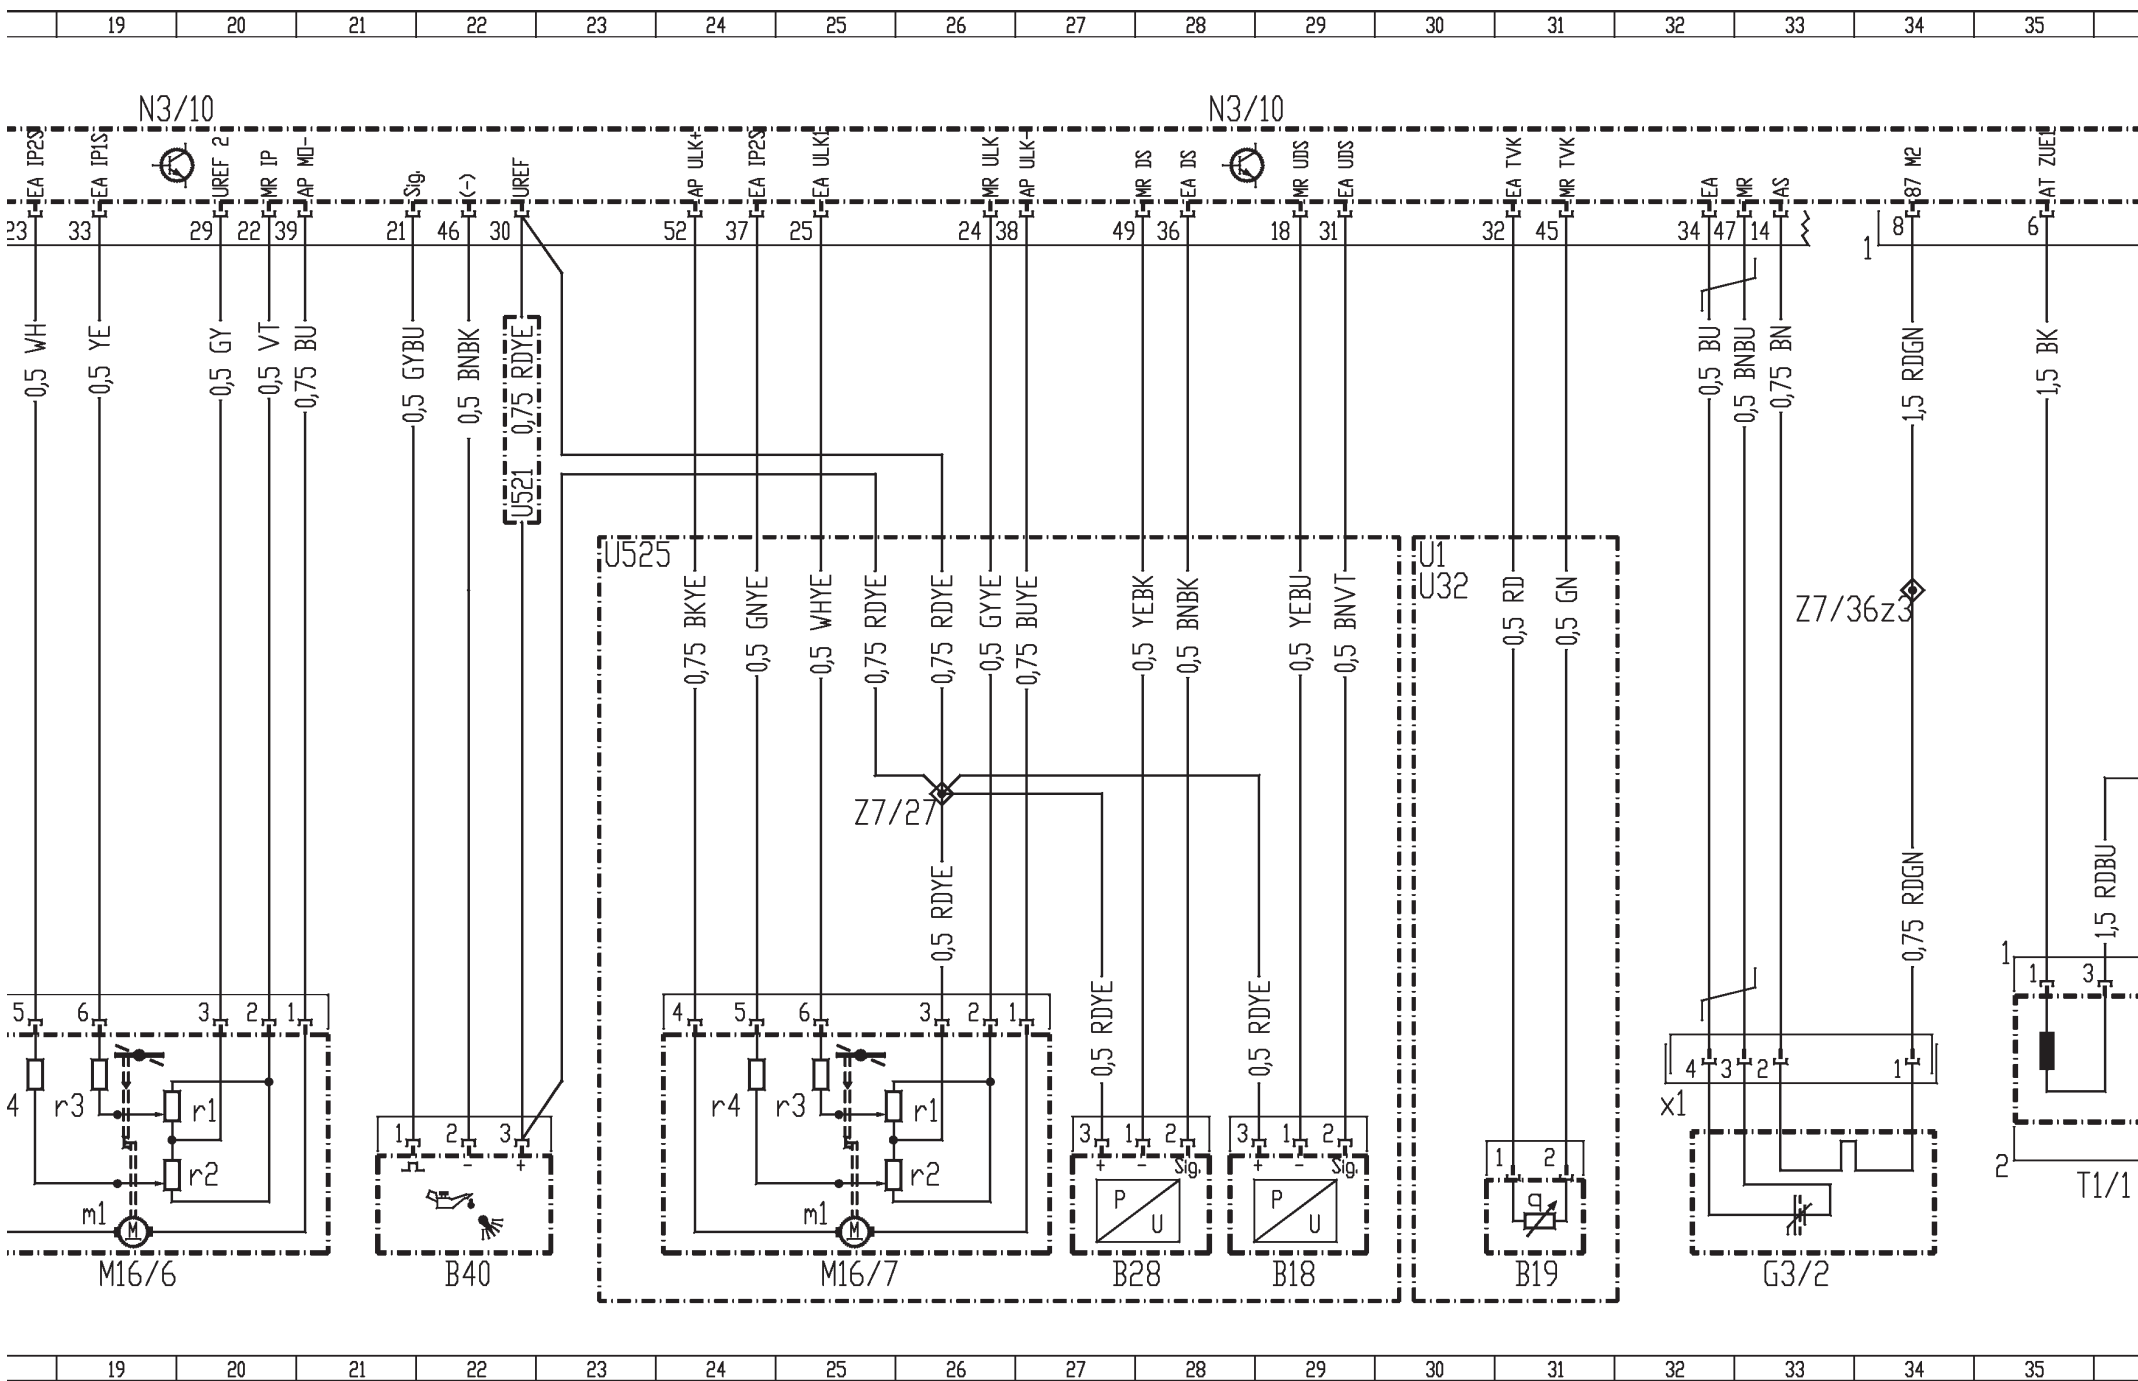 19 20 21 22 23 24 25 26 27 28 29 30 31 32 33 34 35
N3/10 N3/10
EA IP2S EA IP1S UREF 2 MR IP AP MO- Sig. (-) UREF AP ULK+ EA IP2S EA ULK1 MR ULK AP ULK- MR DS EA DS MR UDS EA UDS EA TVK MR TVK EA MR AS 87 M2 AT ZUE1
23 33 29 22 39 21 46 30 52 37 25 24 38 49 36 18 31 32 45 34 47 14 8 6
1
0,5 WH 0,5 YE 0,5 GY 0,5 VT 0,75 BU 0,5 GYBU 0,5 BNBK 0,75 RDYE 0,5 BU 0,5 BNBU 0,75 BN 1,5 RDGN 1,5 BK
U521
U525 U1
U32
0,75 BKYE 0,5 GNYE 0,5 WHYE 0,75 RDYE 0,75 RDYE 0,5 GYYE 0,75 BUYE 0,5 YEBK 0,5 BNBK 0,5 YEBU 0,5 BNVT 0,5 RD 0,5 GN
Z7/36z3
Z7/27
0,5 RDYE 0,75 RDGN 1,5 RDBU
0,5 RDYE 0,5 RDYE
1
1 3
5 6 3 2 1 4 5 6 3 2 1
4 3 2 1
4 r3 r1 r4 r3 r1 x1
1 2 3 3 1 2 3 1 2 1 2
- + + - Sig. + - Sig.
r2 r2 2 T1/1
P U P U q
m1 M m1 M
M16/6 B40 M16/7 B28 B18 B19 G3/2
19 20 21 22 23 24 25 26 27 28 29 30 31 32 33 34 35